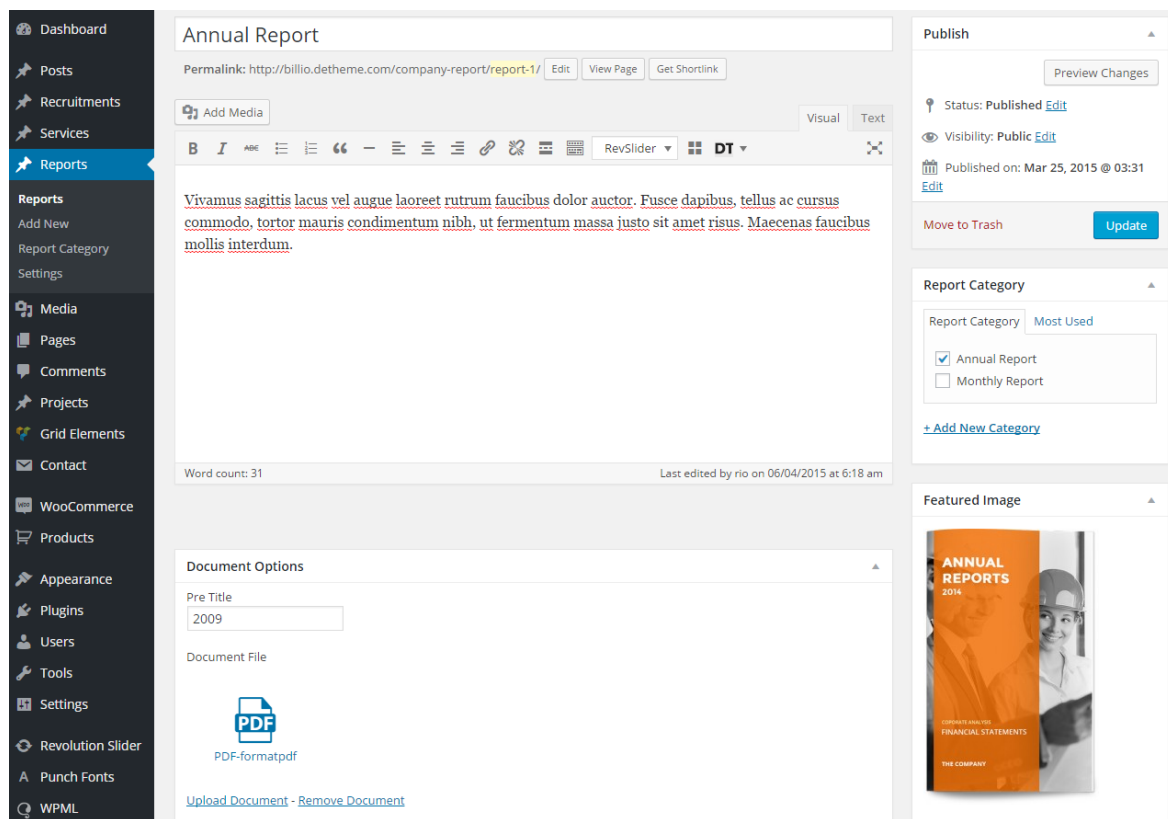 Dashboard
Posts
Recruitments
Services
Reports
Reports
Add New
Report Category
Settings
Media
Pages
Comments
Projects
Grid Elements
Contact
WooCommerce
Products
Appearance
Plugins
Users
Tools
Settings
Revolution Slider
A Punch Fonts
WPML
Annual Report
Permalink: http://billio.detheme.com/company-report/report-1/ Edit View Page Get Shortlink
Add Media
Visual Text
B I ABC RevSlider DT
Vivamus sagittis lacus vel augue laoreet rutrum faucibus dolor auctor. Fusce dapibus, tellus ac cursus
commodo, tortor mauris condimentum nibh, ut fermentum massa justo sit amet risus. Maecenas faucibus
mollis interdum.
Word count: 31 Last edited by rio on 06/04/2015 at 6:18 am
Document Options
Pre Title
2009
Document File
PDF
PDF-formatpdf
Upload Document - Remove Document
Publish
Preview Changes
Status: Published Edit
Visibility: Public Edit
Published on: Mar 25, 2015 @ 03:31
Edit
Move to Trash Update
Report Category
Report Category Most Used
Annual Report
Monthly Report
+ Add New Category
Featured Image
ANNUAL
REPORTS
2014
COPORATE ANALYSIS
FINANCIAL STATEMENTS
THE COMPANY